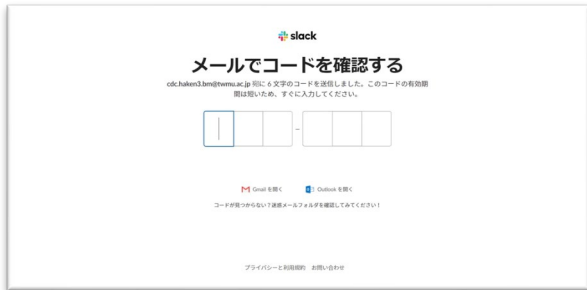 slack
メールでコードを確認する
cdc.haken3.bm@twmu.ac.jp 宛に 6 文字のコードを送信しました。このコードの有効期
間は短いため、すぐに入力してください。
–
Gmail を開く Outlook を開く
コードが見つからない？迷惑メールフォルダを確認してみてください！
プライバシーと利用規約 お問い合わせ